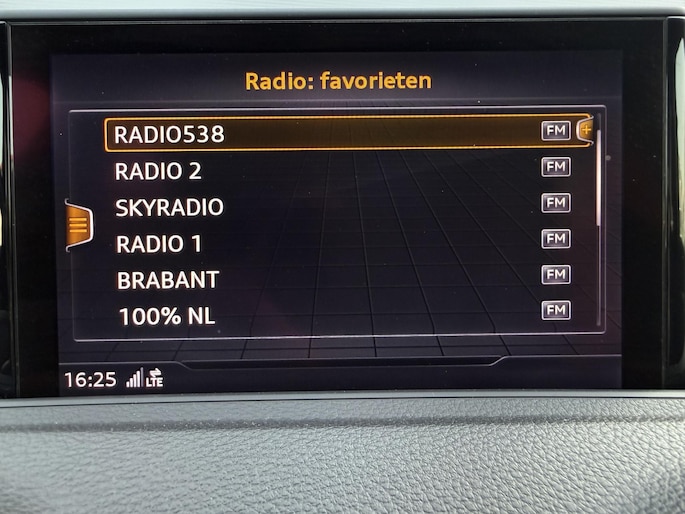 Radio: favorieten
RADIO538 FM
RADIO 2 FM
SKYRADIO FM
RADIO 1 FM
BRABANT FM
100% NL FM
16:25 LTE